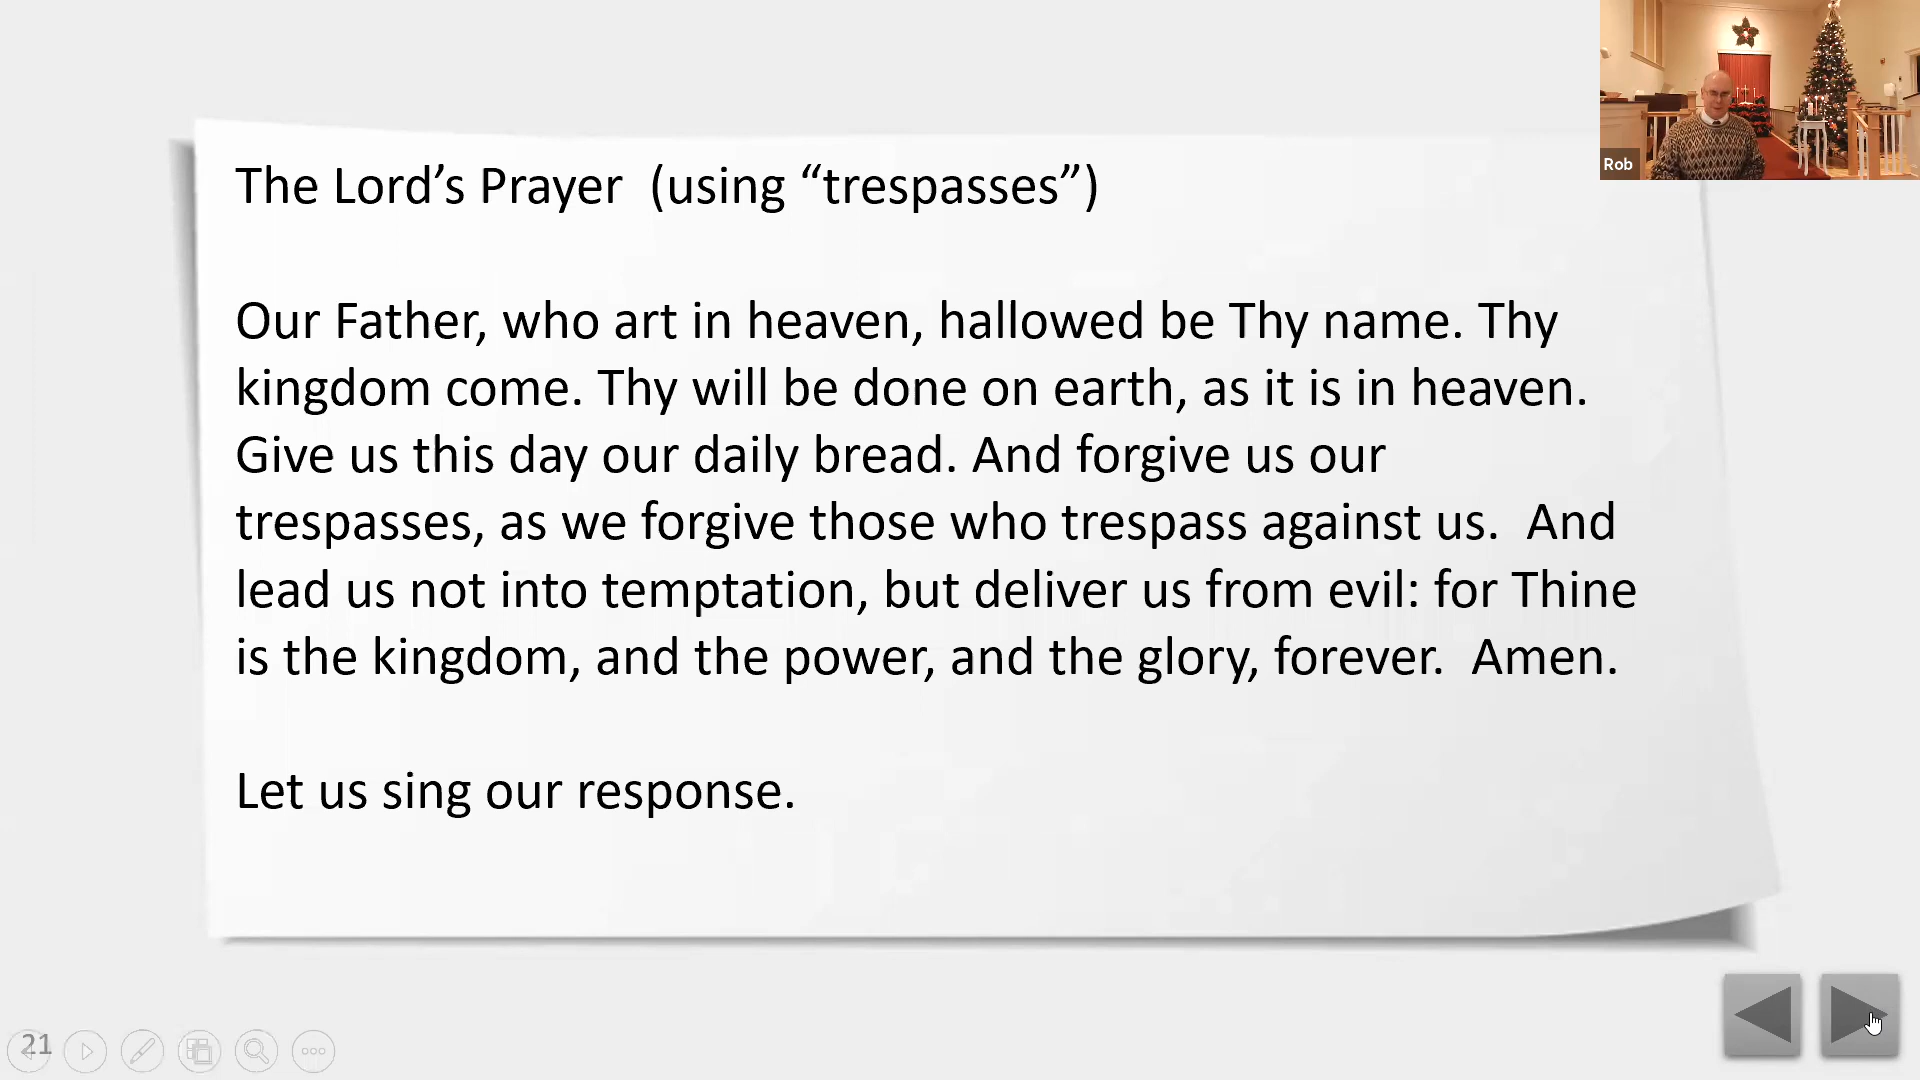 Rob
The Lord’s Prayer  (using “trespasses”)
Our Father, who art in heaven, hallowed be Thy name. Thy
kingdom come. Thy will be done on earth, as it is in heaven.
Give us this day our daily bread. And forgive us our
trespasses, as we forgive those who trespass against us.  And
lead us not into temptation, but deliver us from evil: for Thine
is the kingdom, and the power, and the glory, forever.  Amen.
Let us sing our response.
21